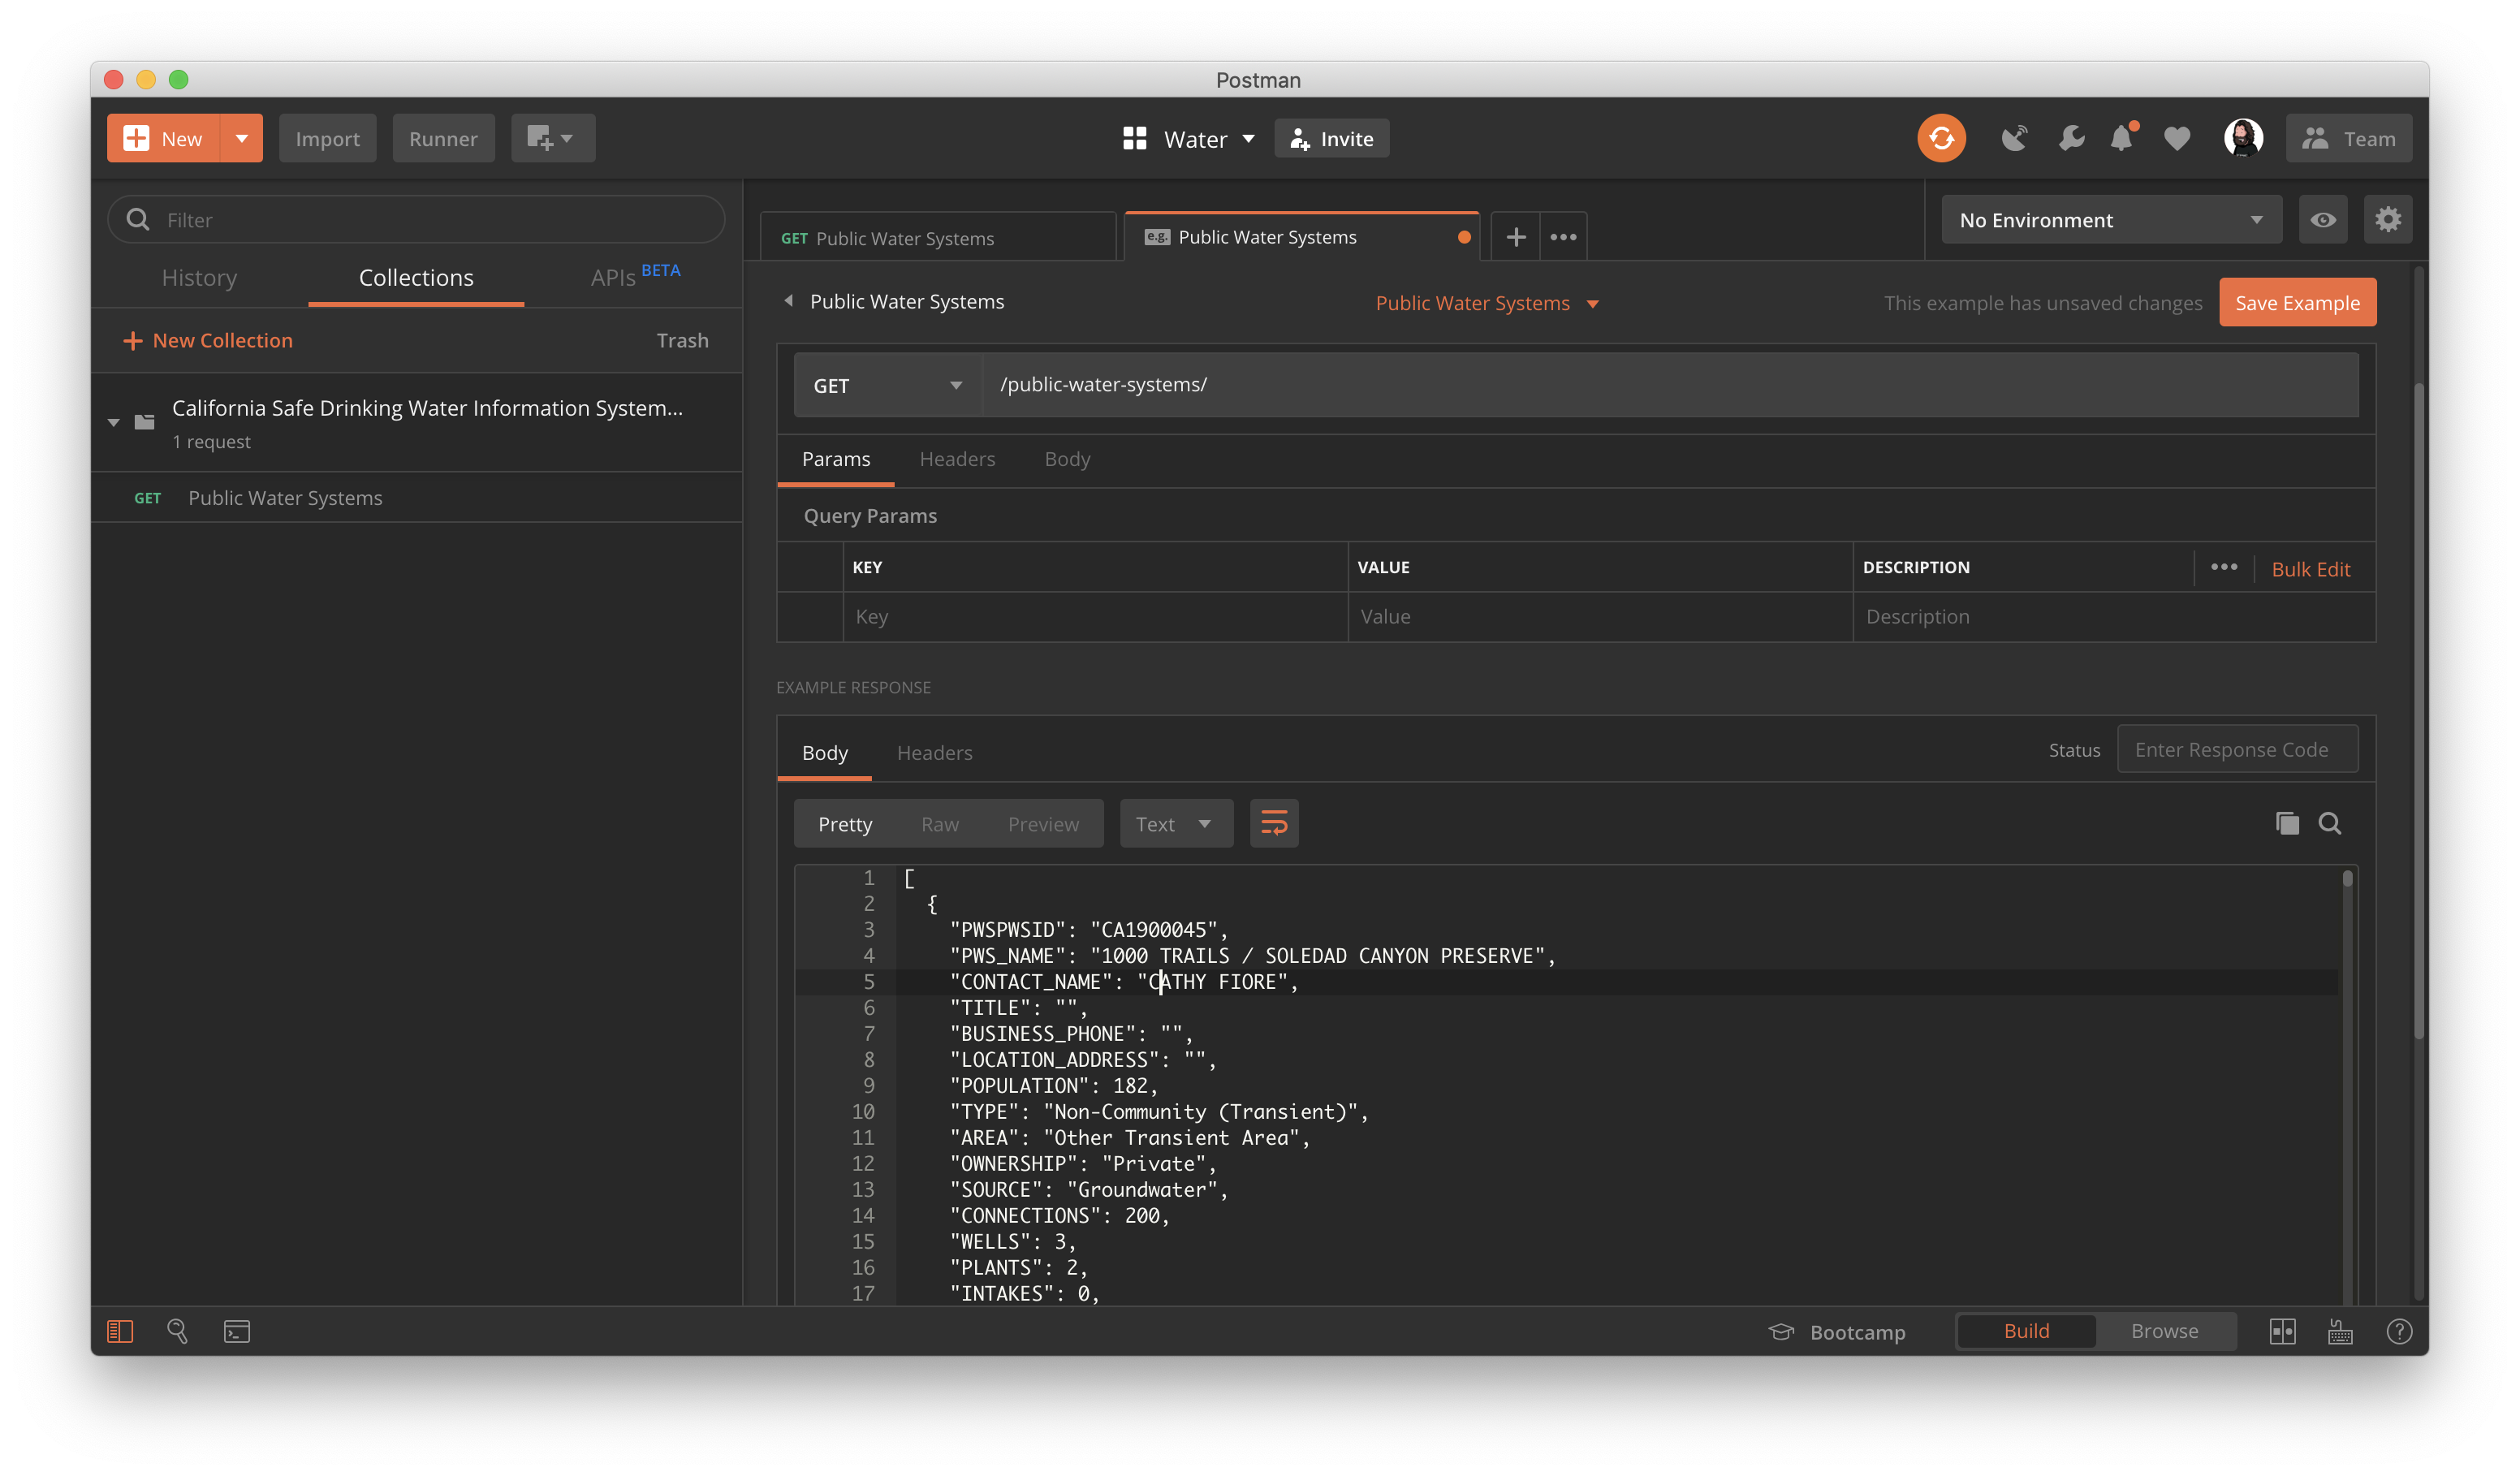 Postman
New Import Runner Water Invite Team
Filter
History Collections APIs BETA
New Collection Trash
California Safe Drinking Water Information System...
1 request
GET Public Water Systems
GET Public Water Systems e.g. Public Water Systems ••• No Environment
Public Water Systems Public Water Systems This example has unsaved changes Save Example
GET /public-water-systems/
Params Headers Body
Query Params
KEY VALUE DESCRIPTION ••• Bulk Edit
Key Value Description
EXAMPLE RESPONSE
Body Headers Status Enter Response Code
Pretty Raw Preview Text
1 [
2 {
3 "PWSPWSID": "CA1900045",
4 "PWS_NAME": "1000 TRAILS / SOLEDAD CANYON PRESERVE",
5 "CONTACT_NAME": "CATHY FIORE",
6 "TITLE": "",
7 "BUSINESS_PHONE": "",
8 "LOCATION_ADDRESS": "",
9 "POPULATION": 182,
10 "TYPE": "Non-Community (Transient)",
11 "AREA": "Other Transient Area",
12 "OWNERSHIP": "Private",
13 "SOURCE": "Groundwater",
14 "CONNECTIONS": 200,
15 "WELLS": 3,
16 "PLANTS": 2,
17 "INTAKES": 0,
Bootcamp Build Browse